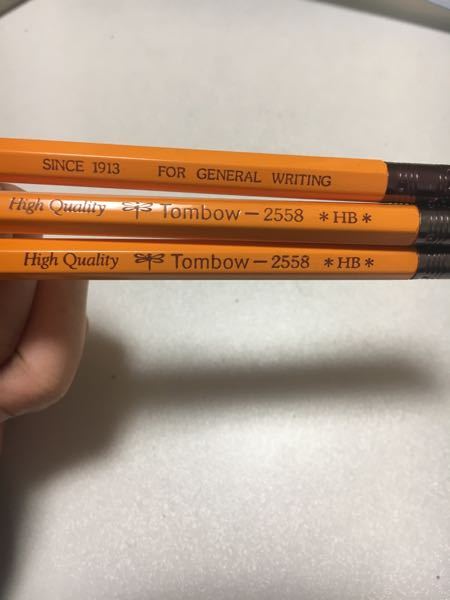 SINCE 1913 FOR GENERAL WRITING
High Quality Tombow-2558 *HB*
High Quality Tombow-2558 *HB*